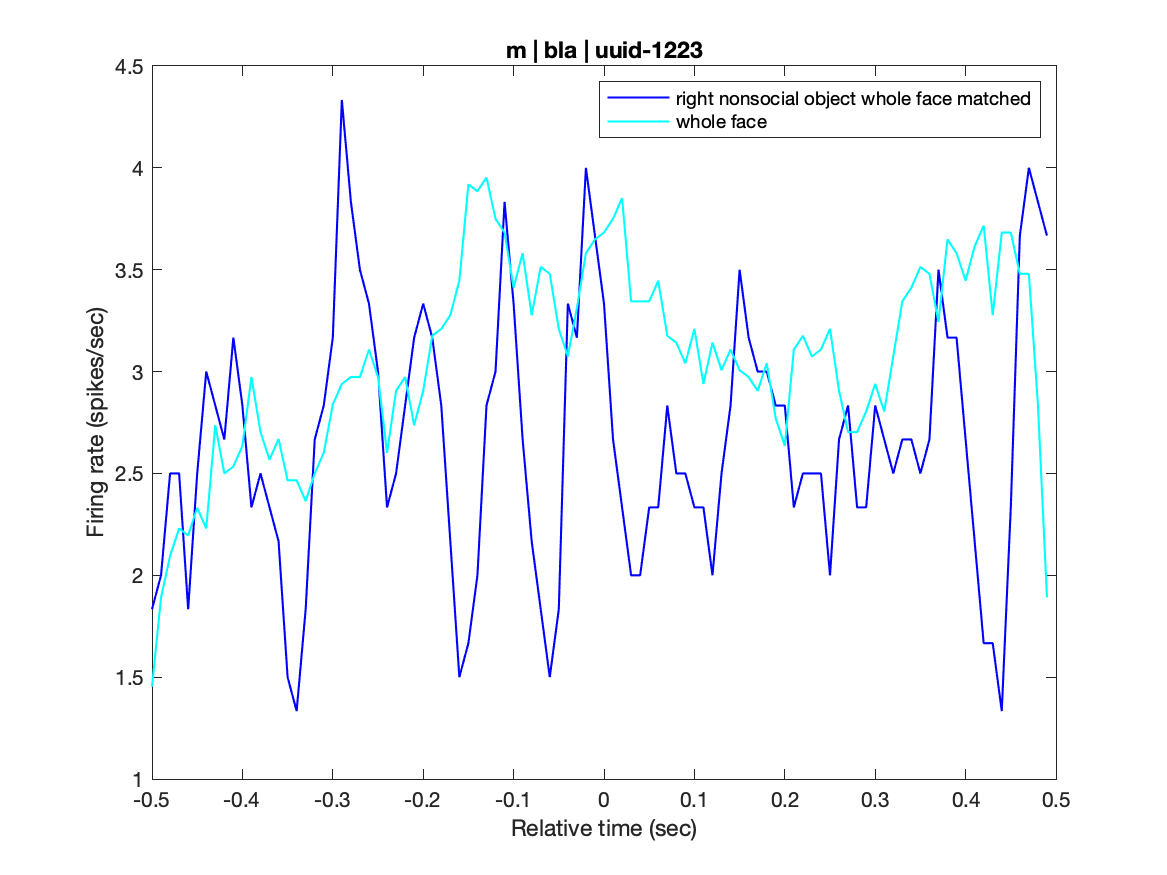 m | bla | uuid-1223
right nonsocial object whole face matched
whole face
Firing rate (spikes/sec)
4.5
4
3.5
3
2.5
2
1.5
1
-0.5 -0.4 -0.3 -0.2 -0.1 0 0.1 0.2 0.3 0.4 0.5
Relative time (sec)